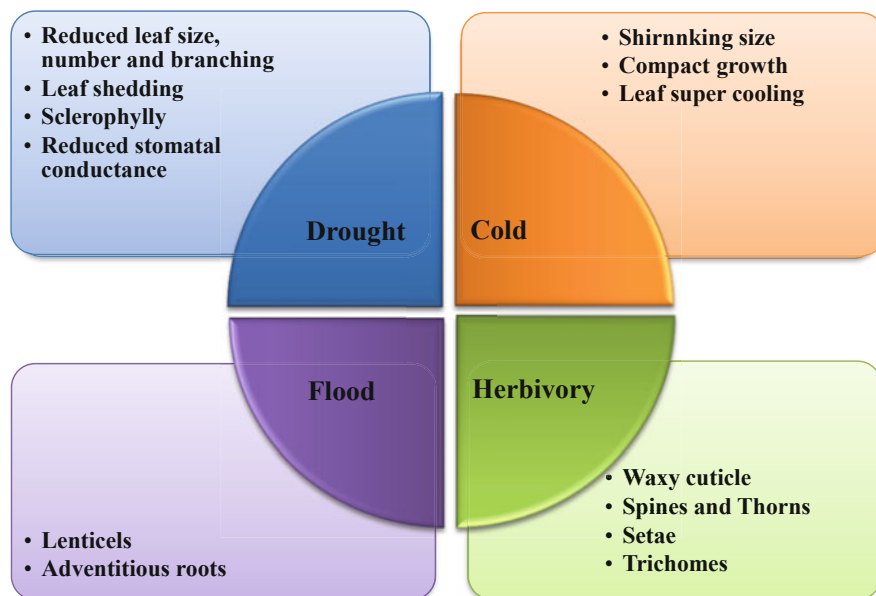 • Reduced leaf size,
number and branching
• Leaf shedding
• Sclerophylly
• Reduced stomatal
conductance
• Shirnnking size
• Compact growth
• Leaf super cooling
Drought
Cold
Flood
Herbivory
• Lenticels
• Adventitious roots
• Waxy cuticle
• Spines and Thorns
• Setae
• Trichomes